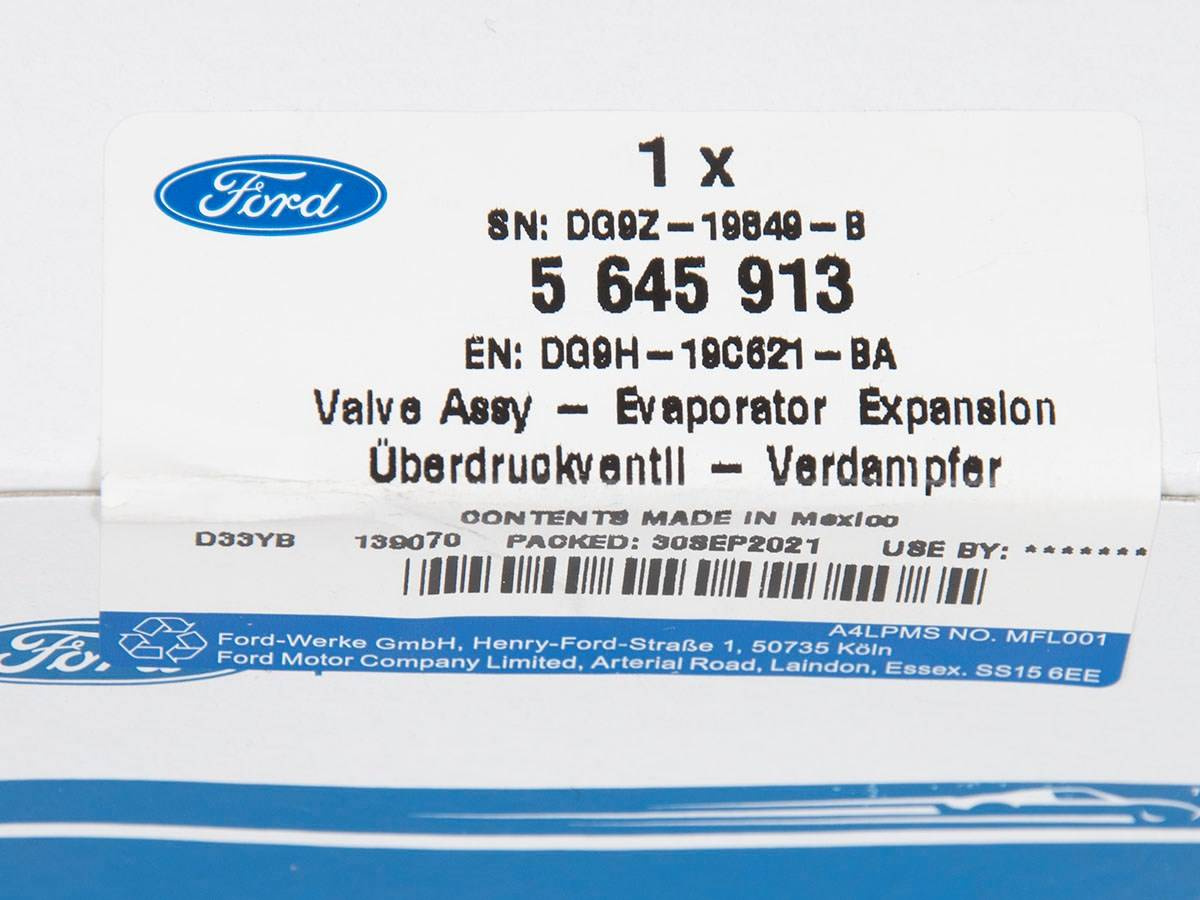 Ford
1 x
SN: DG9Z-19849-B
5 645 913
EN: DG9H-19C621-BA
Valve Assy - Evaporator Expansion
Überdruckventil - Verdampfer
CONTENTS MADE IN Mexico
D33YB 139070 PACKED: 30SEP2021 USE BY: *******
A4LPMS NO. MFL001
Ford-Werke GmbH, Henry-Ford-Straße 1, 50735 Köln
Ford Motor Company Limited, Arterial Road, Laindon, Essex. SS15 6EE